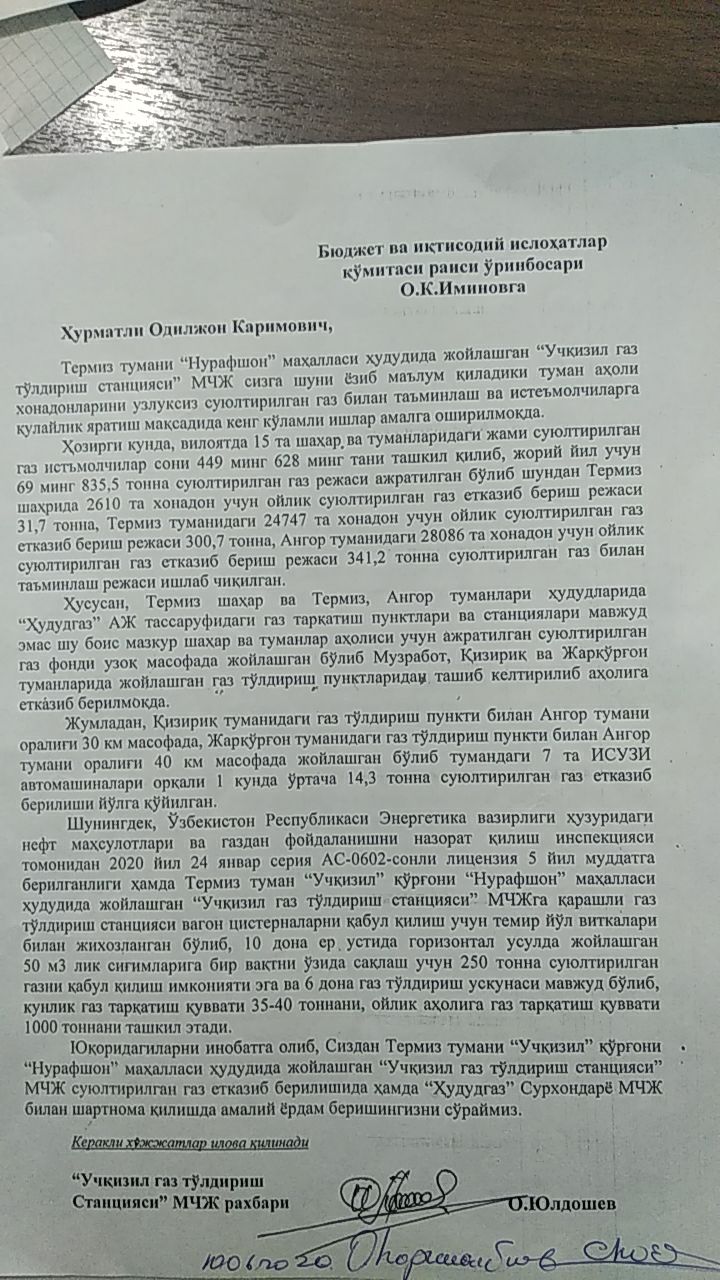 Бюджет ва иқтисодий ислоҳатлар
қўмитаси раиси ўринбосари
О.К.Иминовга
Ҳурматли Одилжон Каримович,
Термиз тумани “Нурафшон” маҳалласи ҳудудида жойлашган “Учқизил газ
тўлдириш станцияси” МЧЖ сизга шуни ёзиб маълум қиладики туман аҳоли
хонадонларини узлуксиз суюлтирилган газ билан таъминлаш ва истеъмолчиларга
қулайлик яратиш мақсадида кенг кўламли ишлар амалга оширилмоқда.
Ҳозирги кунда, вилоятда 15 та шаҳар ва туманларидаги жами суюлтирилган
газ истъмолчилар сони 449 минг 628 минг тани ташкил қилиб, жорий йил учун
69 минг 835,5 тонна суюлтирилган газ режаси ажратилган бўлиб шундан Термиз
шаҳрида 2610 та хонадон учун ойлик суюлтирилган газ етказиб бериш режаси
31,7 тонна, Термиз туманидаги 24747 та хонадон учун ойлик суюлтирилган газ
етказиб бериш режаси 300,7 тонна, Ангор туманидаги 28086 та хонадон учун ойлик
суюлтирилган газ етказиб бериш режаси 341,2 тонна суюлтирилган газ билан
таъминлаш режаси ишлаб чиқилган.
Ҳусусан, Термиз шаҳар ва Термиз, Ангор туманлари ҳудудларида
“Ҳудудгаз” АЖ тассаруфидаги газ тарқатиш пунктлари ва станциялари мавжуд
эмас шу боис мазкур шаҳар ва туманлар аҳолиси учун ажратилган суюлтирилган
газ фонди узоқ масофада жойлашган бўлиб Музработ, Қизириқ ва Жарқўрғон
туманларида жойлашган газ тўлдириш пунктларидан ташиб келтирилиб аҳолига
етказиб берилмоқда.
Жумладан, Қизириқ туманидаги газ тўлдириш пункти билан Ангор тумани
оралиғи 30 км масофада, Жарқўрғон туманидаги газ тўлдириш пункти билан Ангор
тумани оралиғи 40 км масофада жойлашган бўлиб тумандаги 7 та ИСУЗИ
автомашиналари орқали 1 кунда ўртача 14,3 тонна суюлтирилган газ етказиб
берилиши йўлга қўйилган.
Шунингдек, Ўзбекистон Республикаси Энергетика вазирлиги ҳузуридаги
нефт маҳсулотлари ва газдан фойдаланишни назорат қилиш инспекцияси
томонидан 2020 йил 24 январ серия АС-0602-сонли лицензия 5 йил муддатга
берилганлиги ҳамда Термиз туман “Учқизил” қўрғони “Нурафшон” маҳалласи
ҳудудида жойлашган “Учқизил газ тўлдириш станцияси” МЧЖга қарашли газ
тўлдириш станцияси вагон цистерналарни қабул қилиш учун темир йўл виткалари
билан жихозланган бўлиб, 10 дона ер устида горизонтал усулда жойлашган
50 м3 лик сиғимларига бир вақтни ўзида сақлаш учун 250 тонна суюлтирилган
газни қабул қилиш имконияти эга ва 6 дона газ тўлдириш ускунаси мавжуд бўлиб,
кунлик газ тарқатиш қуввати 35-40 тоннани, ойлик аҳолига газ тарқатиш қуввати
1000 тоннани ташкил этади.
Юқоридагиларни инобатга олиб, Сиздан Термиз тумани “Учқизил” қўрғони
“Нурафшон” маҳалласи ҳудудида жойлашган “Учқизил газ тўлдириш станцияси”
МЧЖ суюлтирилган газ етказиб берилишида ҳамда “Ҳудудгаз” Сурхондарё МЧЖ
билан шартнома қилишда амалий ёрдам беришингизни сўраймиз.
Керакли ҳужжатлар илова қилинади
“Учқизил газ тўлдириш
Станцияси” МЧЖ рахбари О.Юлдошев